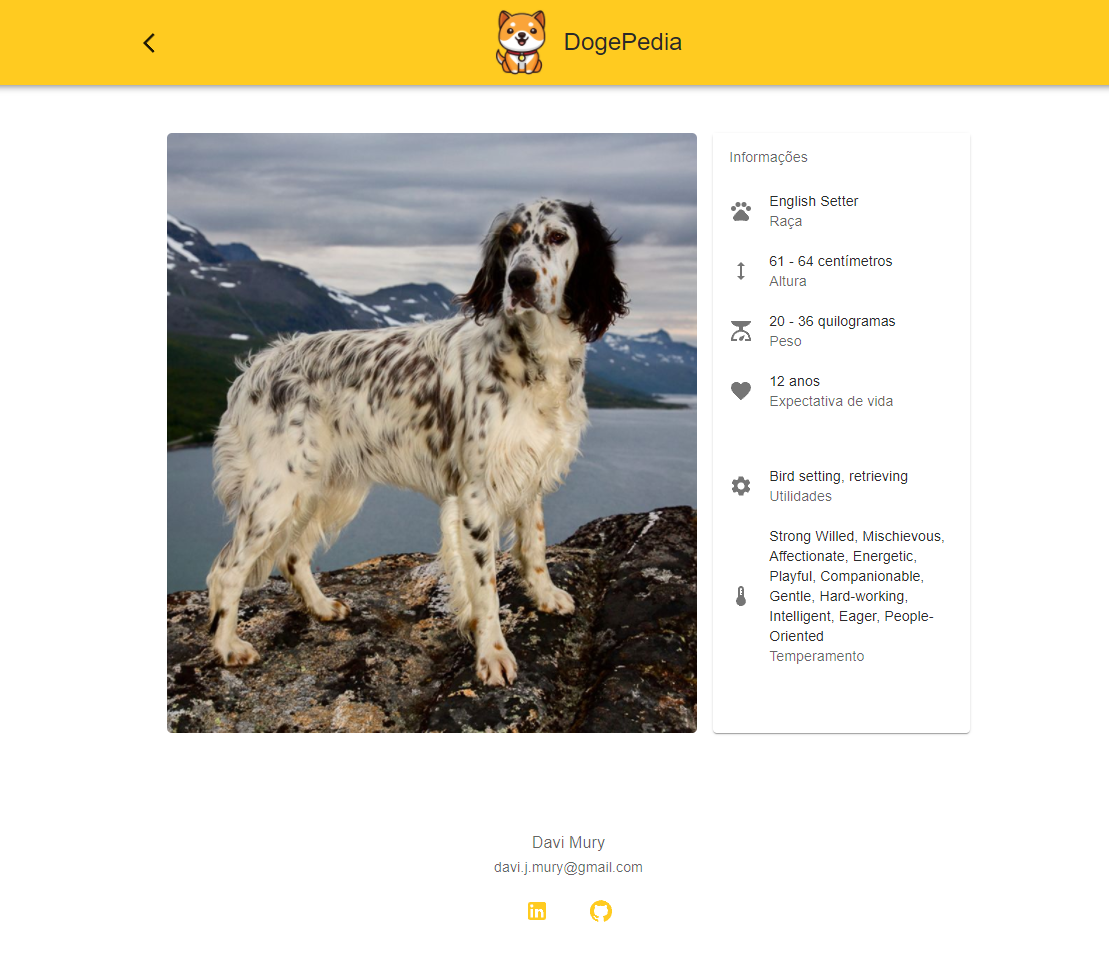 DogePedia
Informações
English Setter
Raça
61 - 64 centímetros
Altura
20 - 36 quilogramas
Peso
12 anos
Expectativa de vida
Bird setting, retrieving
Utilidades
Strong Willed, Mischievous,
Affectionate, Energetic,
Playful, Companionable,
Gentle, Hard-working,
Intelligent, Eager, People-
Oriented
Temperamento
Davi Mury
davi.j.mury@gmail.com